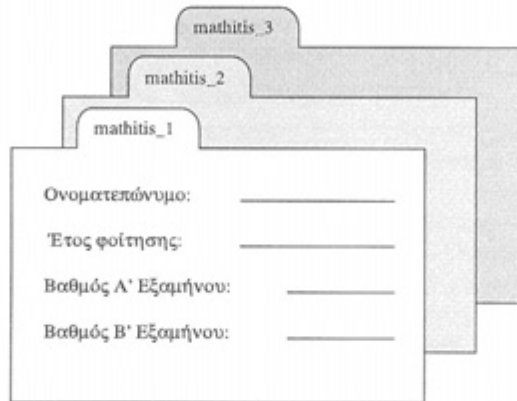 mathitis_3
mathitis_2
mathitis_1
Ονοματεπώνυμο:
Έτος φοίτησης:
Βαθμός Α' Εξαμήνου:
Βαθμός Β' Εξαμήνου: